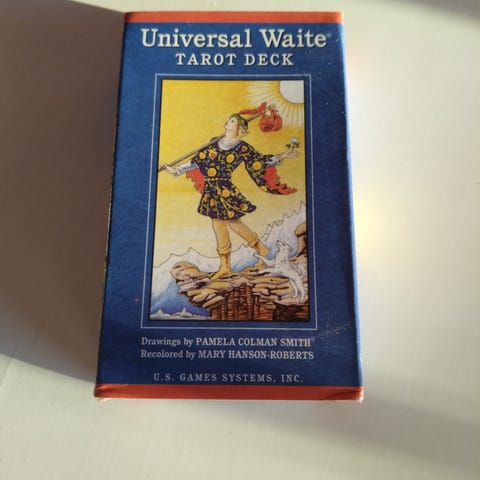 Universal Waite®
TAROT DECK
Drawings by PAMELA COLMAN SMITH®
Recolored by MARY HANSON-ROBERTS
U.S. GAMES SYSTEMS, INC.